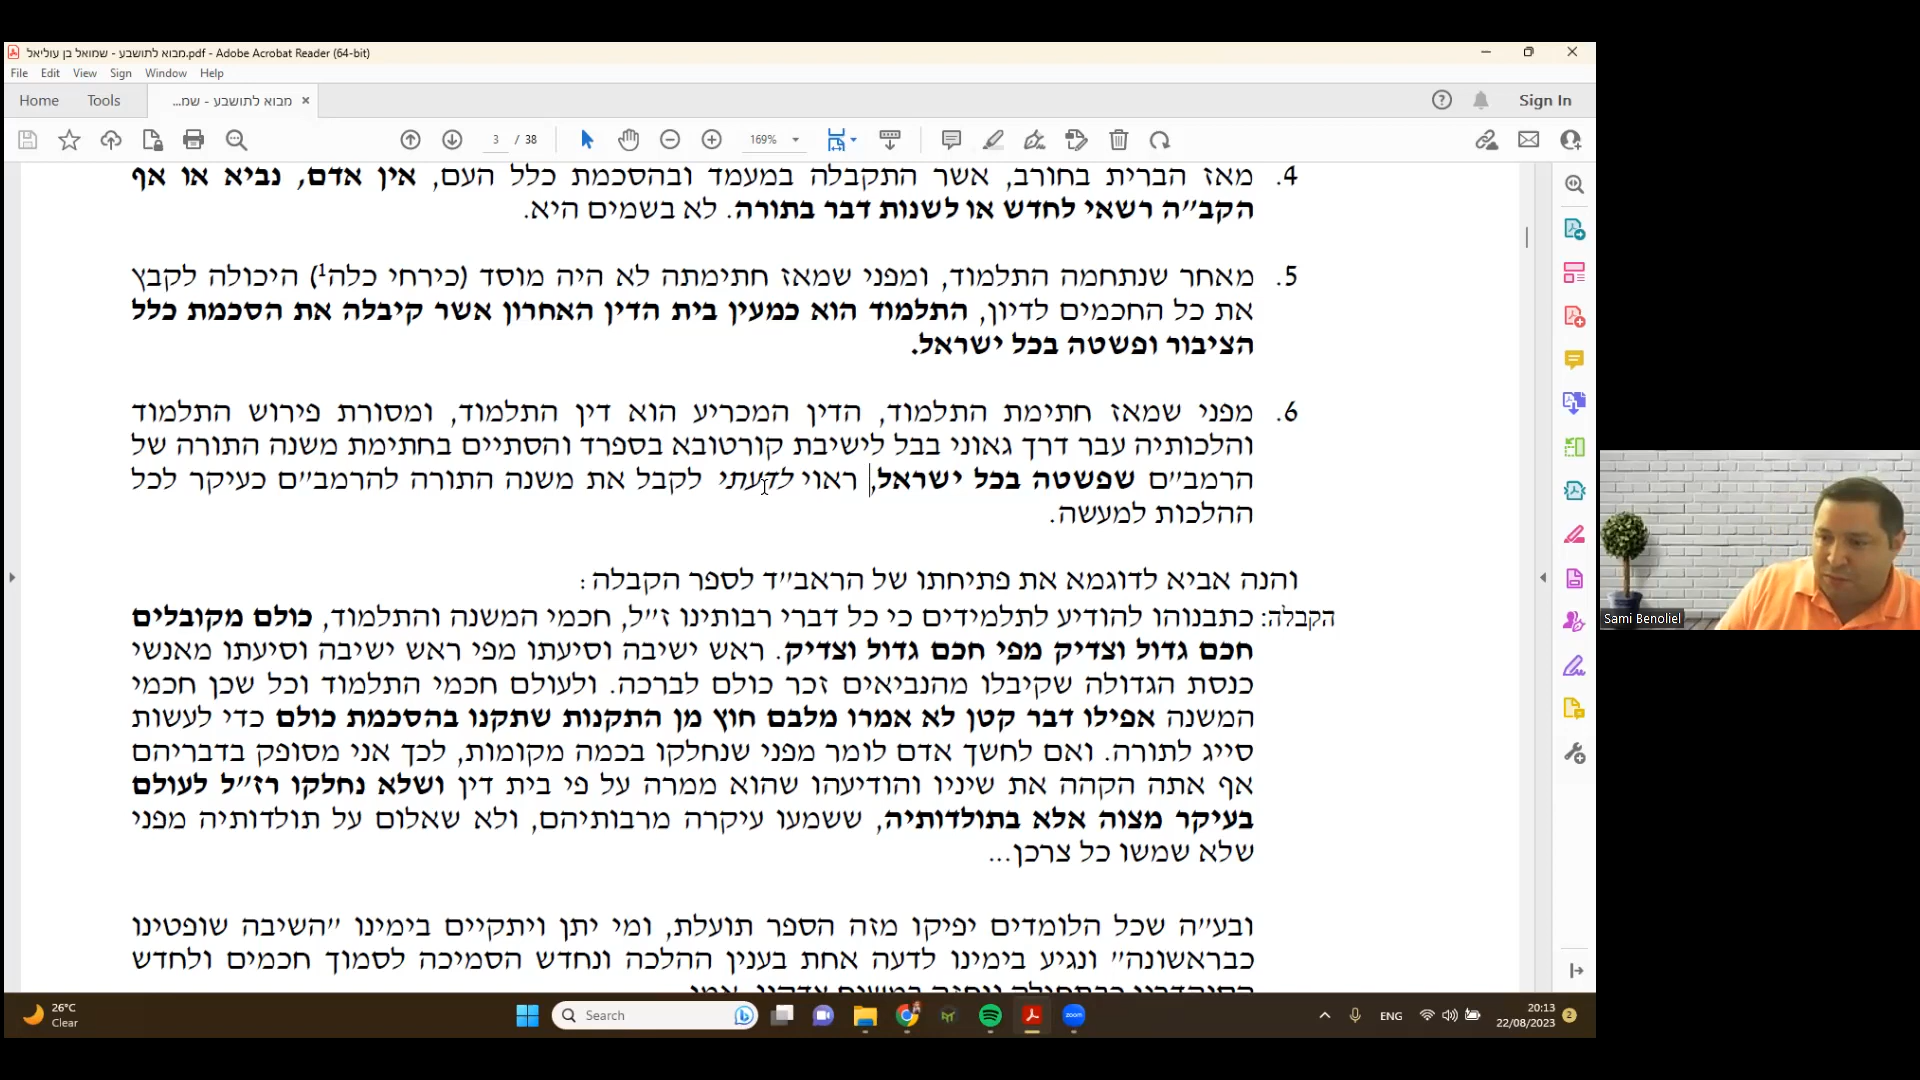 מבוא לתושבע - שמואל בן עוליאל.pdf - Adobe Acrobat Reader (64-bit)
File Edit View Sign Window Help
Home Tools מבוא לתושבע - שמ... × Sign In
3 / 38 169%
4. מאז הברית בחורב, אשר התקבלה במעמד ובהסכמת כלל העם, אין אדם, נביא או אף
הקב״ה רשאי לחדש או לשנות דבר בתורה. לא בשמים היא.
5. מאחר שנתחמה התלמוד, ומפני שמאז חתימתה לא היה מוסד (כירחי כלה1) היכולה לקבץ
את כל החכמים לדיון, התלמוד הוא כמעין בית הדין האחרון אשר קיבלה את הסכמת כלל
הציבור ופשטה בכל ישראל.
6. מפני שמאז חתימת התלמוד, הדין המכריע הוא דין התלמוד, ומסורת פירוש התלמוד
והלכותיה עבר דרך גאוני בבל לישיבת קורטובא בספרד והסתיים בחתימת משנה התורה של
הרמב״ם שפשטה בכל ישראל, ראוי לדעתי לקבל את משנה התורה להרמב״ם כעיקר לכל
ההלכות למעשה.
והנה אביא לדוגמא את פתיחתו של הראב״ד לספר הקבלה:
הקבלה: כתבנוהו להודיע לתלמידים כי כל דברי רבותינו ז״ל, חכמי המשנה והתלמוד, כולם מקובלים
חכם גדול וצדיק מפי חכם גדול וצדיק. ראש ישיבה וסיעתו מפי ראש ישיבה וסיעתו מאנשי
כנסת הגדולה שקיבלו מהנביאים זכר כולם לברכה. ולעולם חכמי התלמוד וכל שכן חכמי
המשנה אפילו דבר קטן לא אמרו מלבם חוץ מן התקנות שתקנו בהסכמת כולם כדי לעשות
סייג לתורה. ואם לחשך אדם לומר מפני שנחלקו בכמה מקומות, לכך אני מסופק בדבריהם
אף אתה הקהה את שיניו והודיעהו שהוא ממרה על פי בית דין ושלא נחלקו רז״ל לעולם
בעיקר מצוה אלא בתולדותיה, ששמעו עיקרה מרבותיהם, ולא שאלום על תולדותיה מפני
שלא שמשו כל צרכן...
ובע״ה שכל הלומדים יפיקו מזה הספר תועלת, ומי יתן ויתקיים בימינו ״השיבה שופטינו
כבראשונה״ ונגיע בימינו לדעה אחת בענין ההלכה ונחדש הסמיכה לסמוך חכמים ולחדש
Sami Benoliel
26°C
Clear
Search
zoom
ENG
20:13
22/08/2023
2